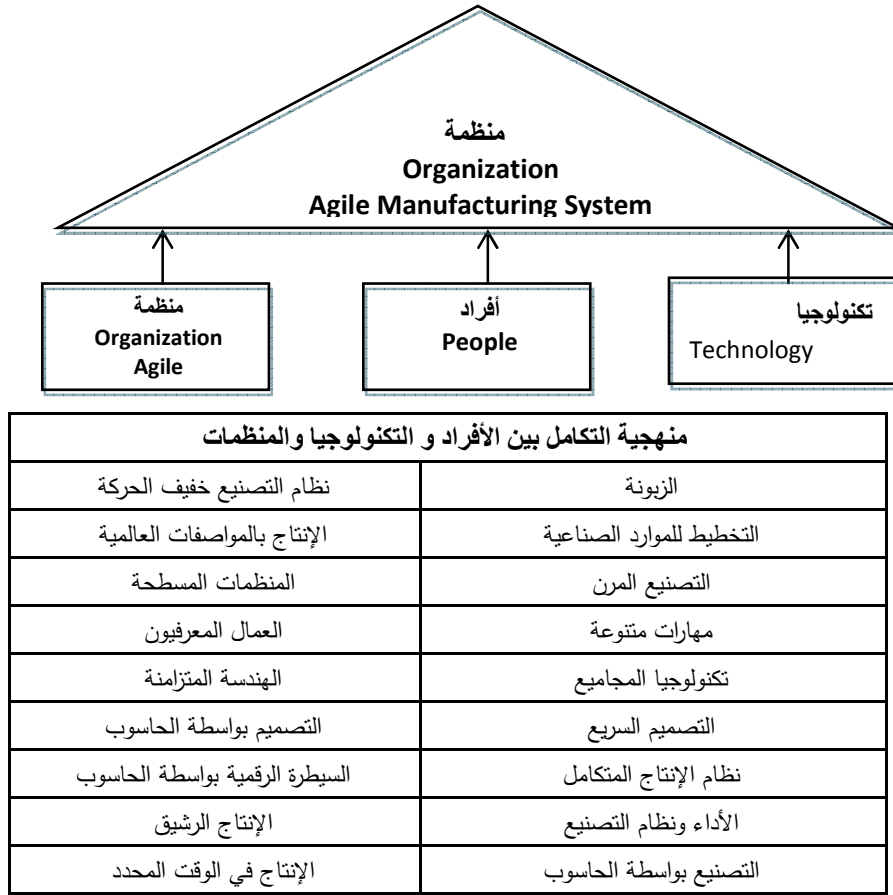 منظمة
Organization
Agile Manufacturing System
تكنولوجيا
Technology
أفراد
People
منظمة
Organization
Agile
منهجية التكامل بين الأفراد و التكنولوجيا والمنظمات
الزبونة
نظام التصنيع خفيف الحركة
التخطيط للموارد الصناعية
الإنتاج بالمواصفات العالمية
التصنيع المرن
المنظمات المسطحة
مهارات متنوعة
العمال المعرفيون
تكنولوجيا المجاميع
الهندسة المتزامنة
التصميم السريع
التصميم بواسطة الحاسوب
نظام الإنتاج المتكامل
السيطرة الرقمية بواسطة الحاسوب
الأداء ونظام التصنيع
الإنتاج الرشيق
التصنيع بواسطة الحاسوب
الإنتاج في الوقت المحدد